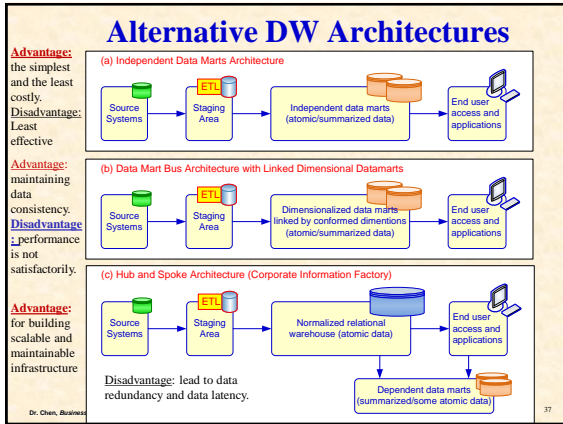 Alternative DW Architectures
Advantage:
the simplest
and the least
costly.
Disadvantage:
Least
effective
(a) Independent Data Marts Architecture
ETL
Source
Systems
Staging
Area
Independent data marts
(atomic/summarized data)
End user
access and
applications
Advantage:
maintaining
data
consistency.
Disadvantage
: performance
is not
satisfactorily.
(b) Data Mart Bus Architecture with Linked Dimensional Datamarts
ETL
Source
Systems
Staging
Area
Dimensionalized data marts
linked by conformed dimentions
(atomic/summarized data)
End user
access and
applications
Advantage:
for building
scalable and
maintainable
infrastructure
(c) Hub and Spoke Architecture (Corporate Information Factory)
ETL
Source
Systems
Staging
Area
Normalized relational
warehouse (atomic data)
End user
access and
applications
Disadvantage: lead to data
redundancy and data latency.
Dependent data marts
(summarized/some atomic data)
Dr. Chen, Business
37